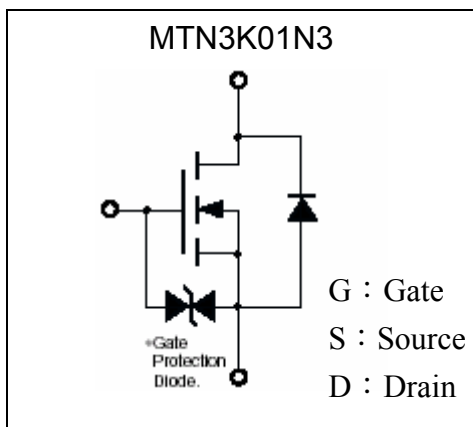 MTN3K01N3
G：Gate
S：Source
D：Drain
*Gate
Protection
Diode.